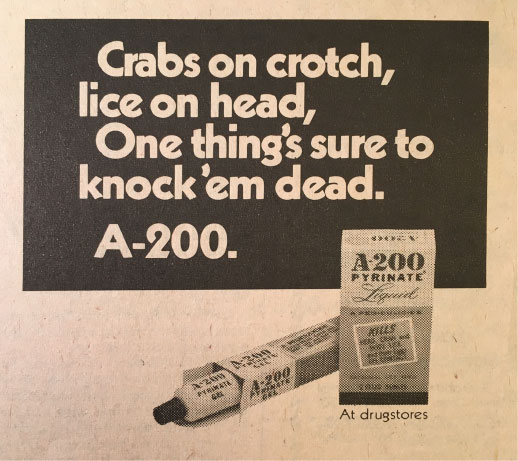 Crabs on crotch,
lice on head,
One thing's sure to
knock 'em dead.
A-200.
A-200
PYRINATE
Liquid
KILLS
A-200
PYRINATE
GEL
A-200
A-200
PYRINATE
GEL
At drugstores